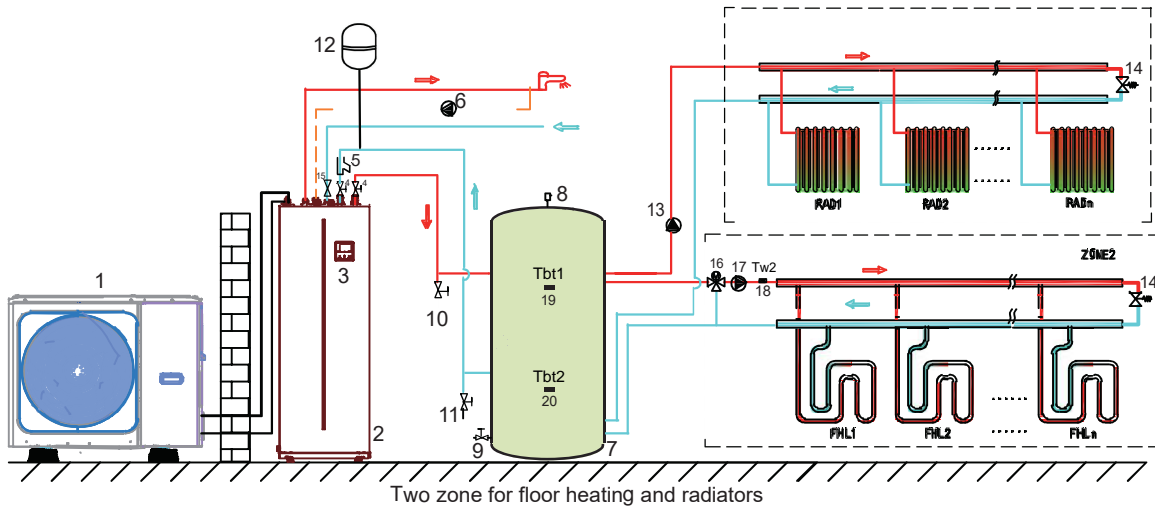 12
6
5
15
4
4
14
RAD1
RAD2
RADn
8
13
1
3
10
Tbt1
19
16
17
Tw2
18
ZONE2
14
Tbt2
20
11
9
2
7
FHL1
FHL2
FHLn
Two zone for floor heating and radiators